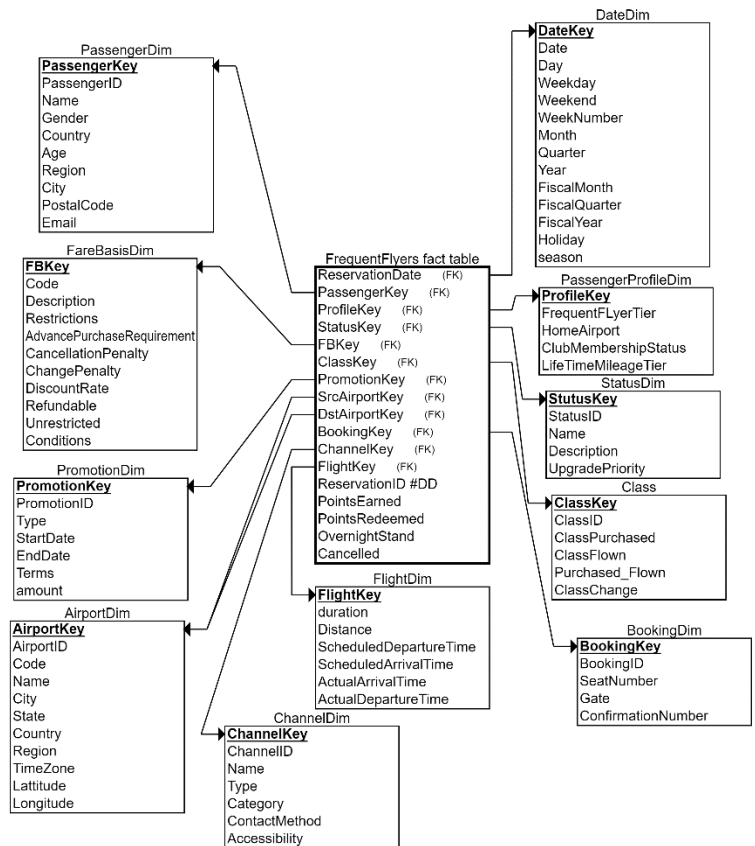 PassengerDim
PassengerKey
PassengerID
Name
Gender
Country
Age
Region
City
PostalCode
Email
FareBasisDim
FBKey
Code
Description
Restrictions
AdvancePurchaseRequirement
CancellationPenalty
ChangePenalty
DiscountRate
Refundable
Unrestricted
Conditions
PromotionDim
PromotionKey
PromotionID
Type
StartDate
EndDate
Terms
amount
AirportDim
AirportKey
AirportID
Code
Name
City
State
Country
Region
TimeZone
Lattitude
Longitude
FrequentFlyers fact table
ReservationDate (FK)
PassengerKey (FK)
ProfileKey (FK)
StatusKey (FK)
FBKey (FK)
ClassKey (FK)
PromotionKey (FK)
SrcAirportKey (FK)
DstAirportKey (FK)
BookingKey (FK)
ChannelKey (FK)
FlightKey (FK)
ReservationID #DD
PointsEarned
PointsRedeemed
OvernightStand
Cancelled
FlightDim
FlightKey
duration
Distance
ScheduledDepartureTime
ScheduledArrivalTime
ActualArrivalTime
ActualDepartureTime
ChannelDim
ChannelKey
ChannelID
Name
Type
Category
ContactMethod
Accessibility
DateDim
DateKey
Date
Day
Weekday
Weekend
WeekNumber
Month
Quarter
Year
FiscalMonth
FiscalQuarter
FiscalYear
Holiday
season
PassengerProfileDim
ProfileKey
FrequentFLyerTier
HomeAirport
ClubMembershipStatus
LifeTimeMileageTier
StatusDim
StutusKey
StatusID
Name
Description
UpgradePriority
Class
ClassKey
ClassID
ClassPurchased
ClassFlown
Purchased_Flown
ClassChange
BookingDim
BookingKey
BookingID
SeatNumber
Gate
ConfirmationNumber